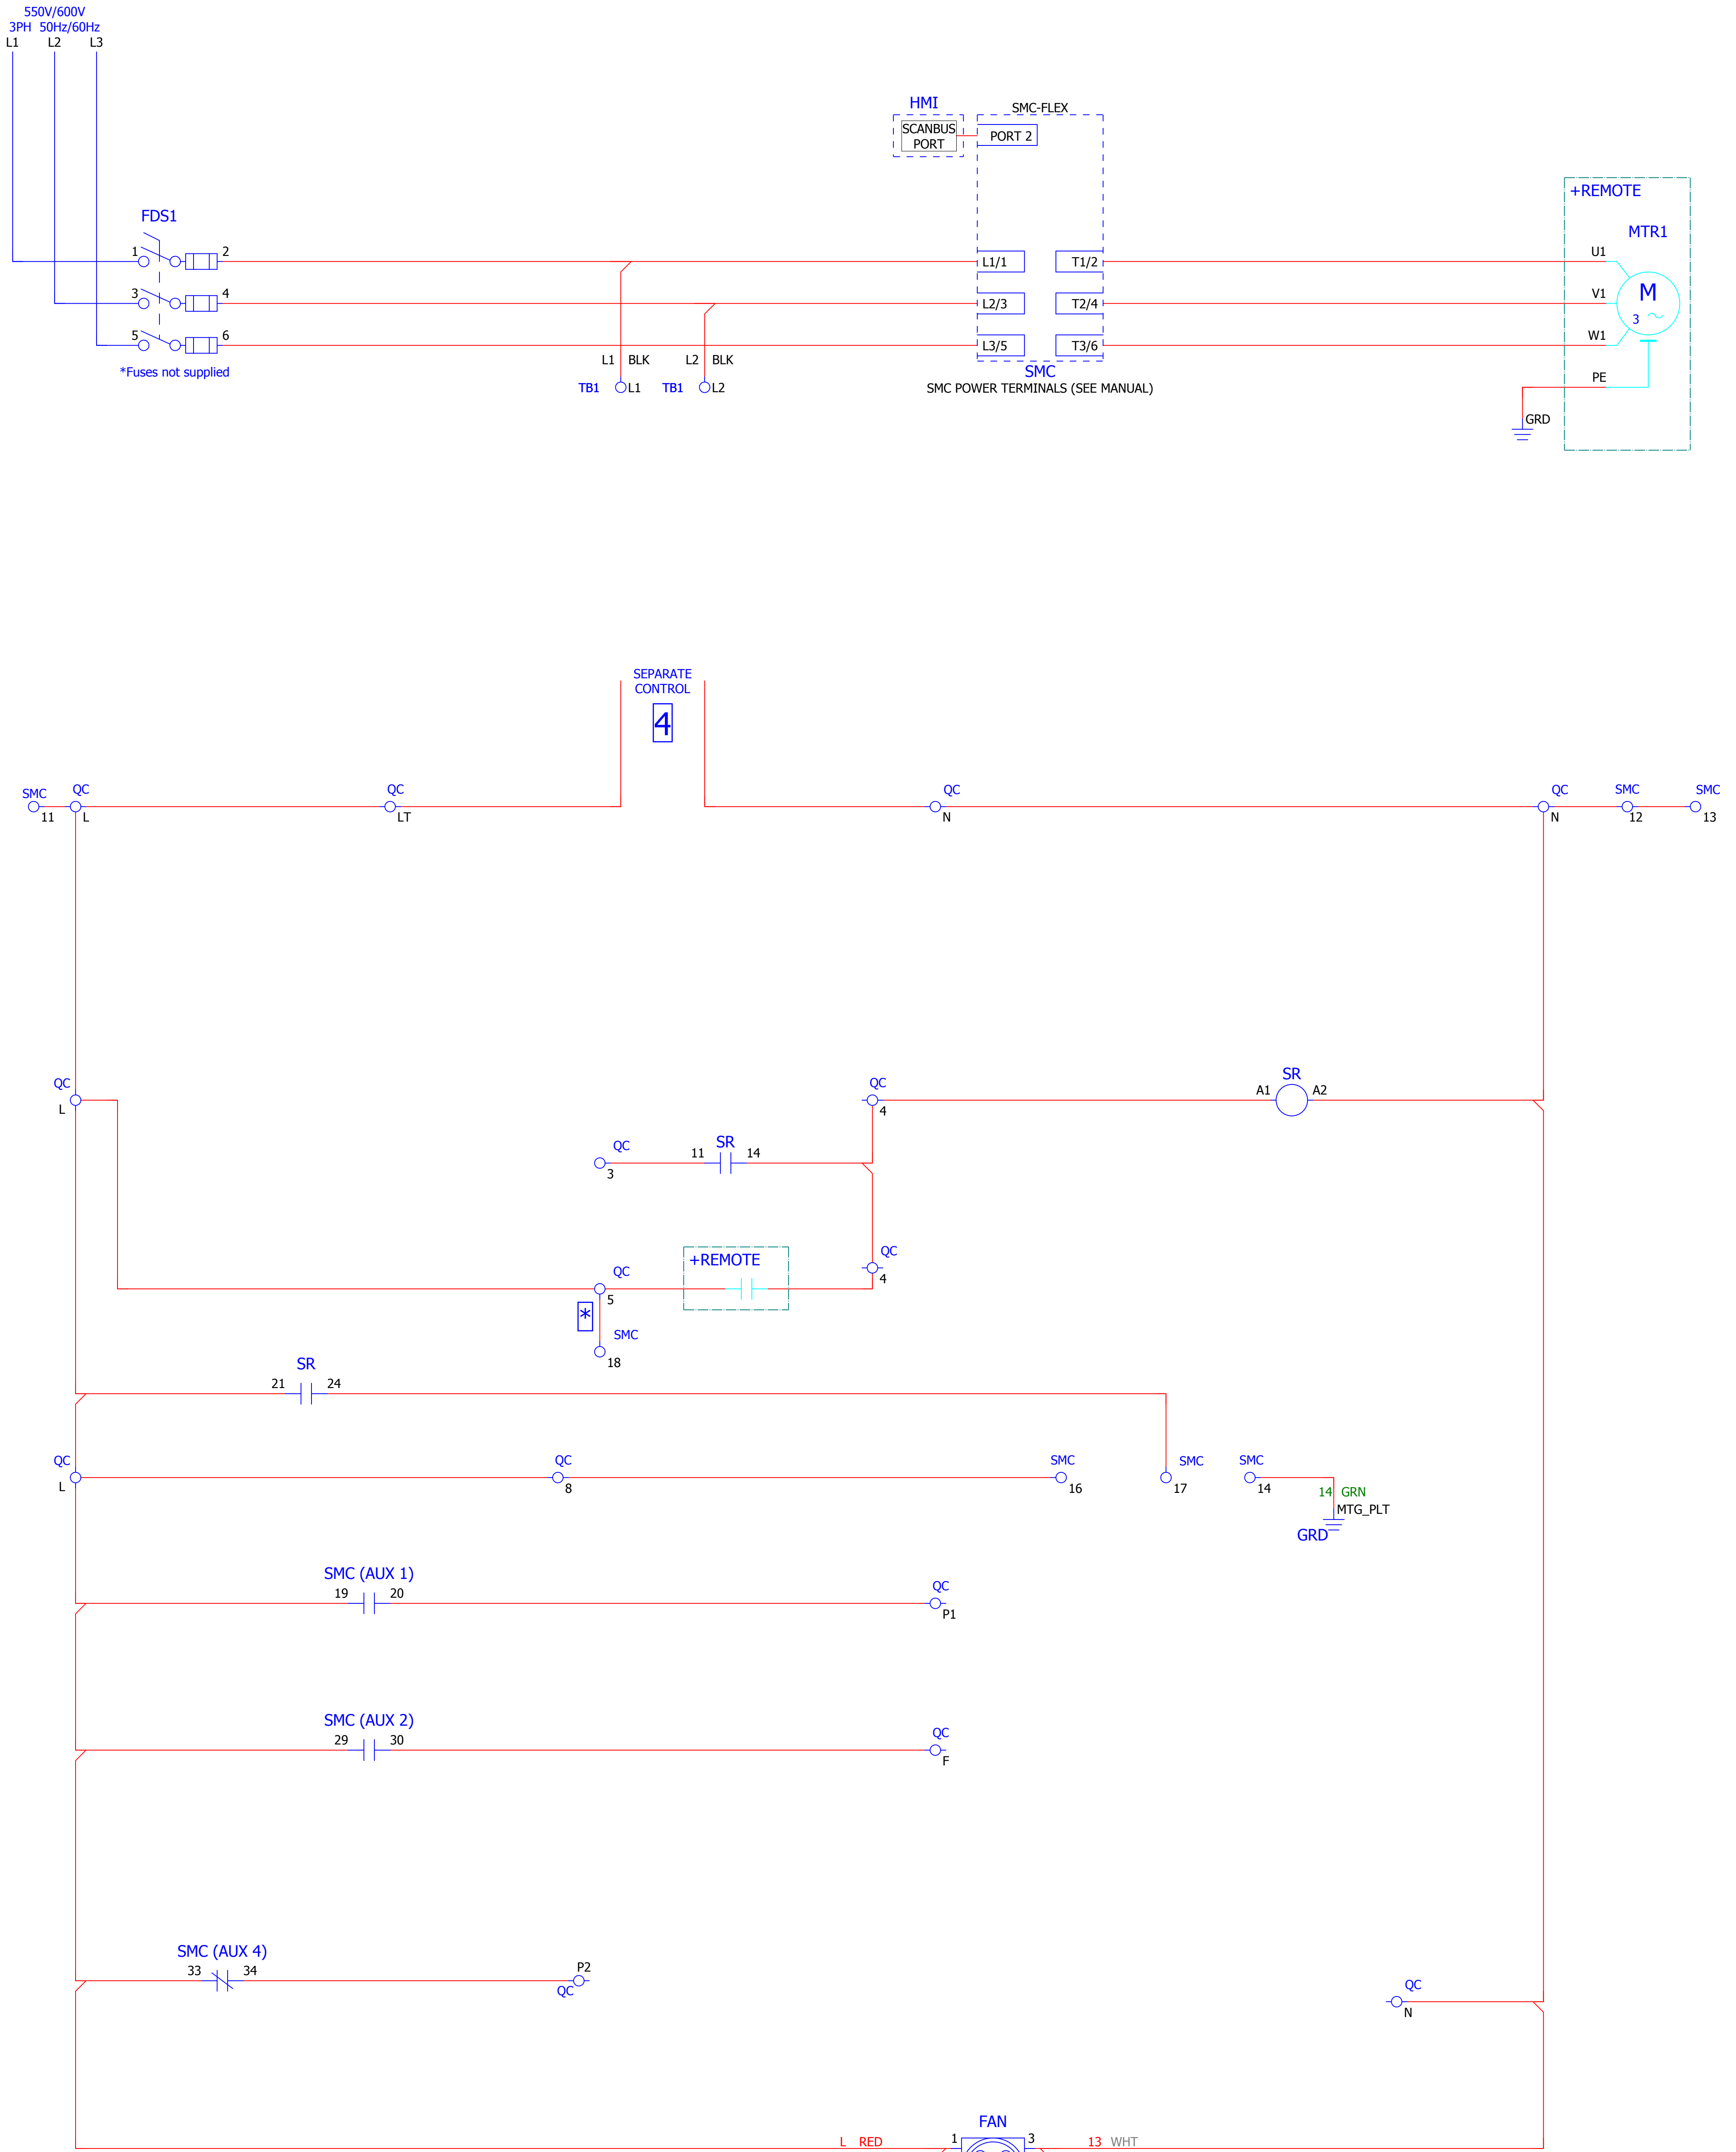 550V/600V
3PH 50Hz/60Hz
L1 L2 L3
HMI
SMC-FLEX
SCANBUS
PORT
PORT 2
+REMOTE
FDS1
MTR1
1 2
L1/1 T1/2
U1
3 4
L2/3 T2/4
V1
M
3
5 6
L3/5 T3/6
W1
*Fuses not supplied
L1 BLK L2 BLK
SMC
PE
TB1 L1 TB1 L2
SMC POWER TERMINALS (SEE MANUAL)
GRD
SEPARATE
CONTROL
4
SMC QC QC QC QC SMC SMC
11 L LT N N 12 13
QC QC SR
A1 A2
L 4
QC SR
11 14
3
QC
+REMOTE
4
QC
5
*
SMC
18
SR
21 24
QC QC SMC SMC SMC
L 8 16 17 14
14 GRN
MTG_PLT
GRD
SMC (AUX 1)
19 20
QC
P1
SMC (AUX 2)
29 30
QC
F
SMC (AUX 4)
33 34
P2
QC
QC
N
FAN
L RED 1 3 13 WHT